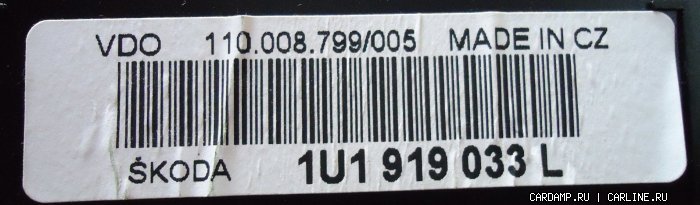 VDO 110.008.799/005 MADE IN CZ
ŠKODA 1U1 919 033 L
CARDAMP.RU | CARLINE.RU